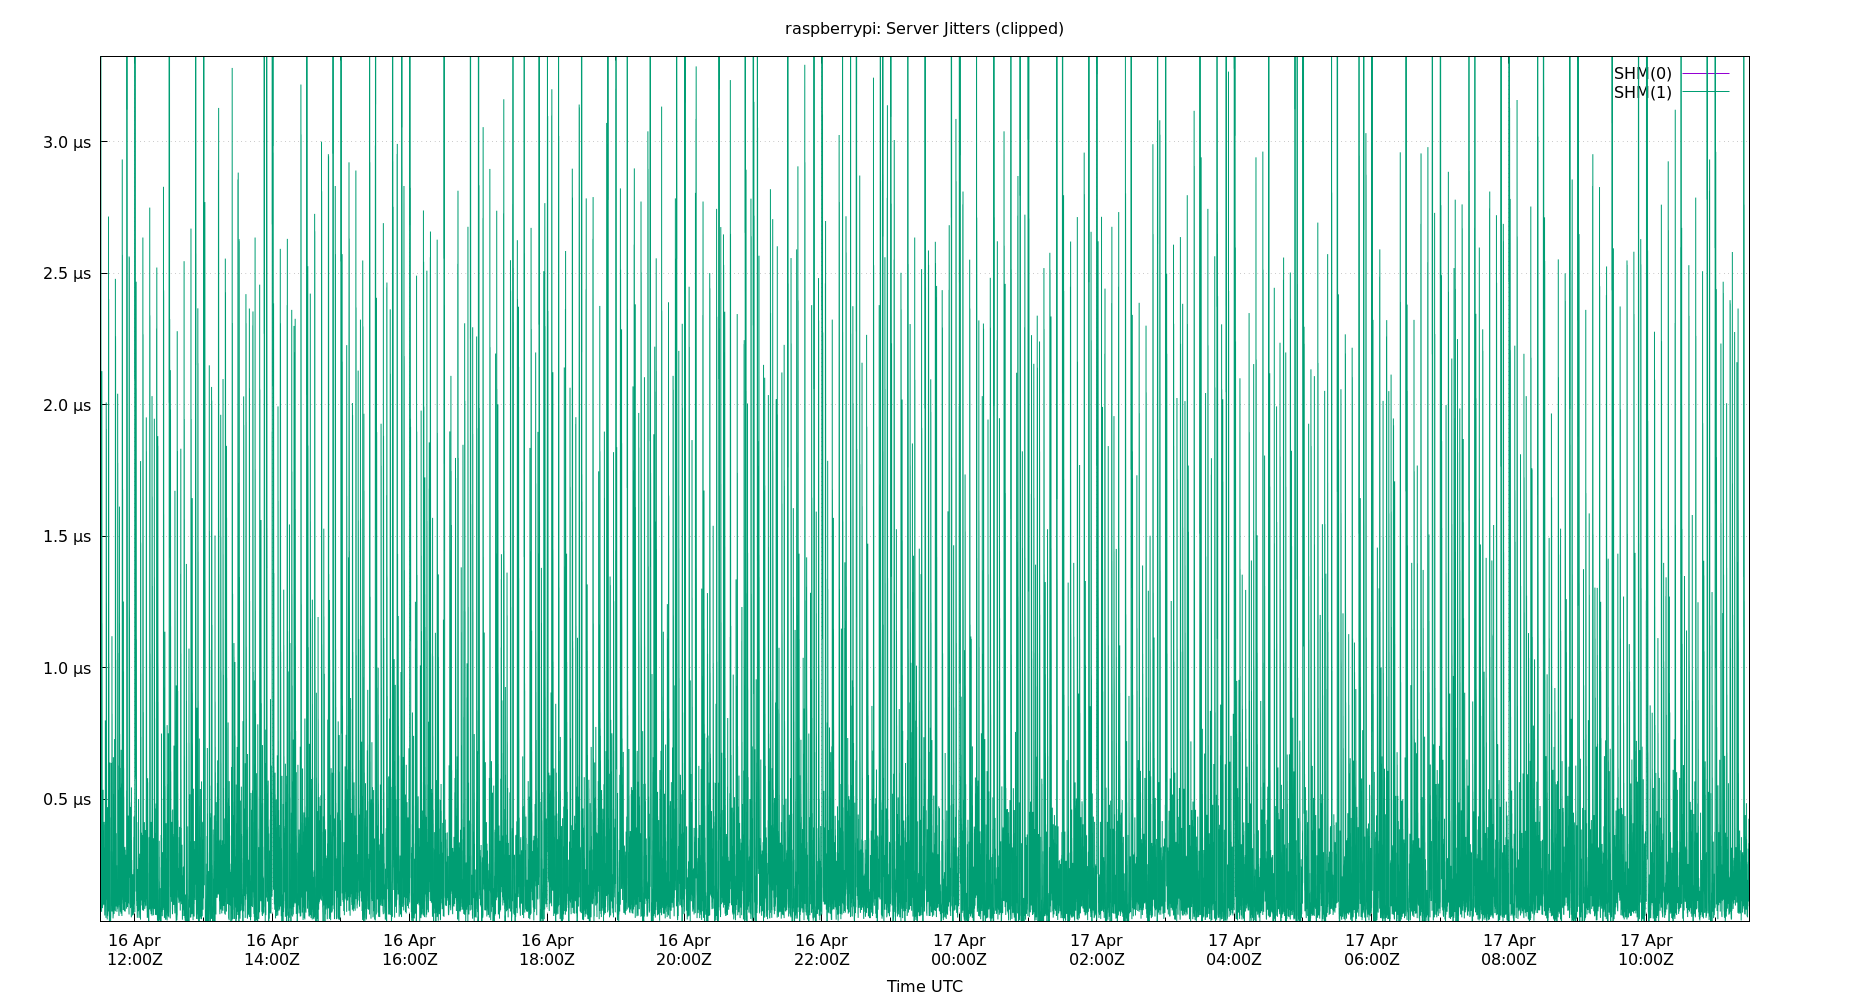 raspberrypi: Server Jitters (clipped)
SHM(0)
SHM(1)
3.0 µs
2.5 µs
2.0 µs
1.5 µs
1.0 µs
0.5 µs
16 Apr 16 Apr 16 Apr 16 Apr 16 Apr 16 Apr 17 Apr 17 Apr 17 Apr 17 Apr 17 Apr 17 Apr
12:00Z 14:00Z 16:00Z 18:00Z 20:00Z 22:00Z 00:00Z 02:00Z 04:00Z 06:00Z 08:00Z 10:00Z
Time UTC